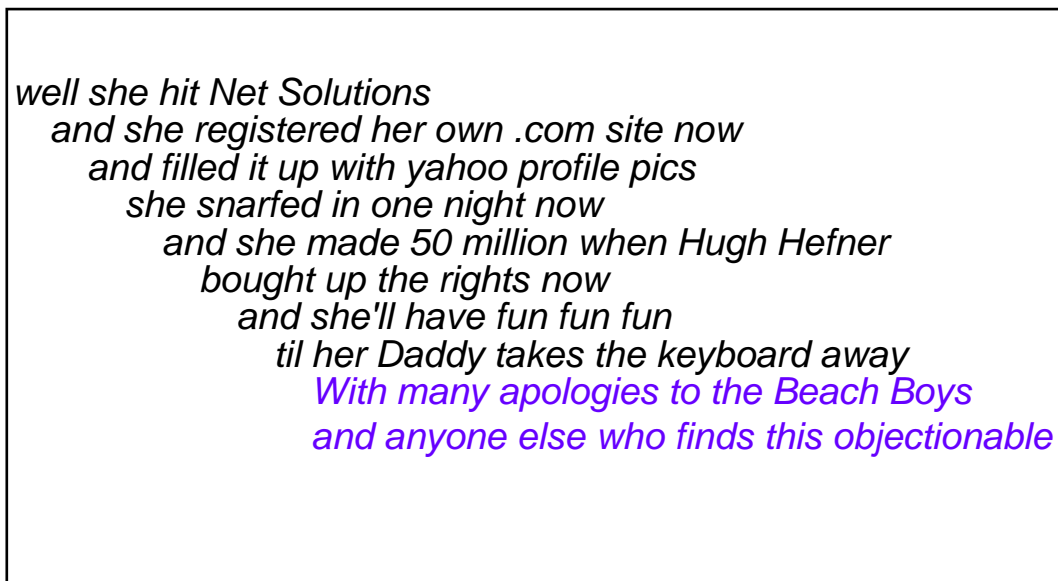 well she hit Net Solutions
and she registered her own .com site now
and filled it up with yahoo profile pics
she snarfed in one night now
and she made 50 million when Hugh Hefner
bought up the rights now
and she'll have fun fun fun
til her Daddy takes the keyboard away
With many apologies to the Beach Boys
and anyone else who finds this objectionable